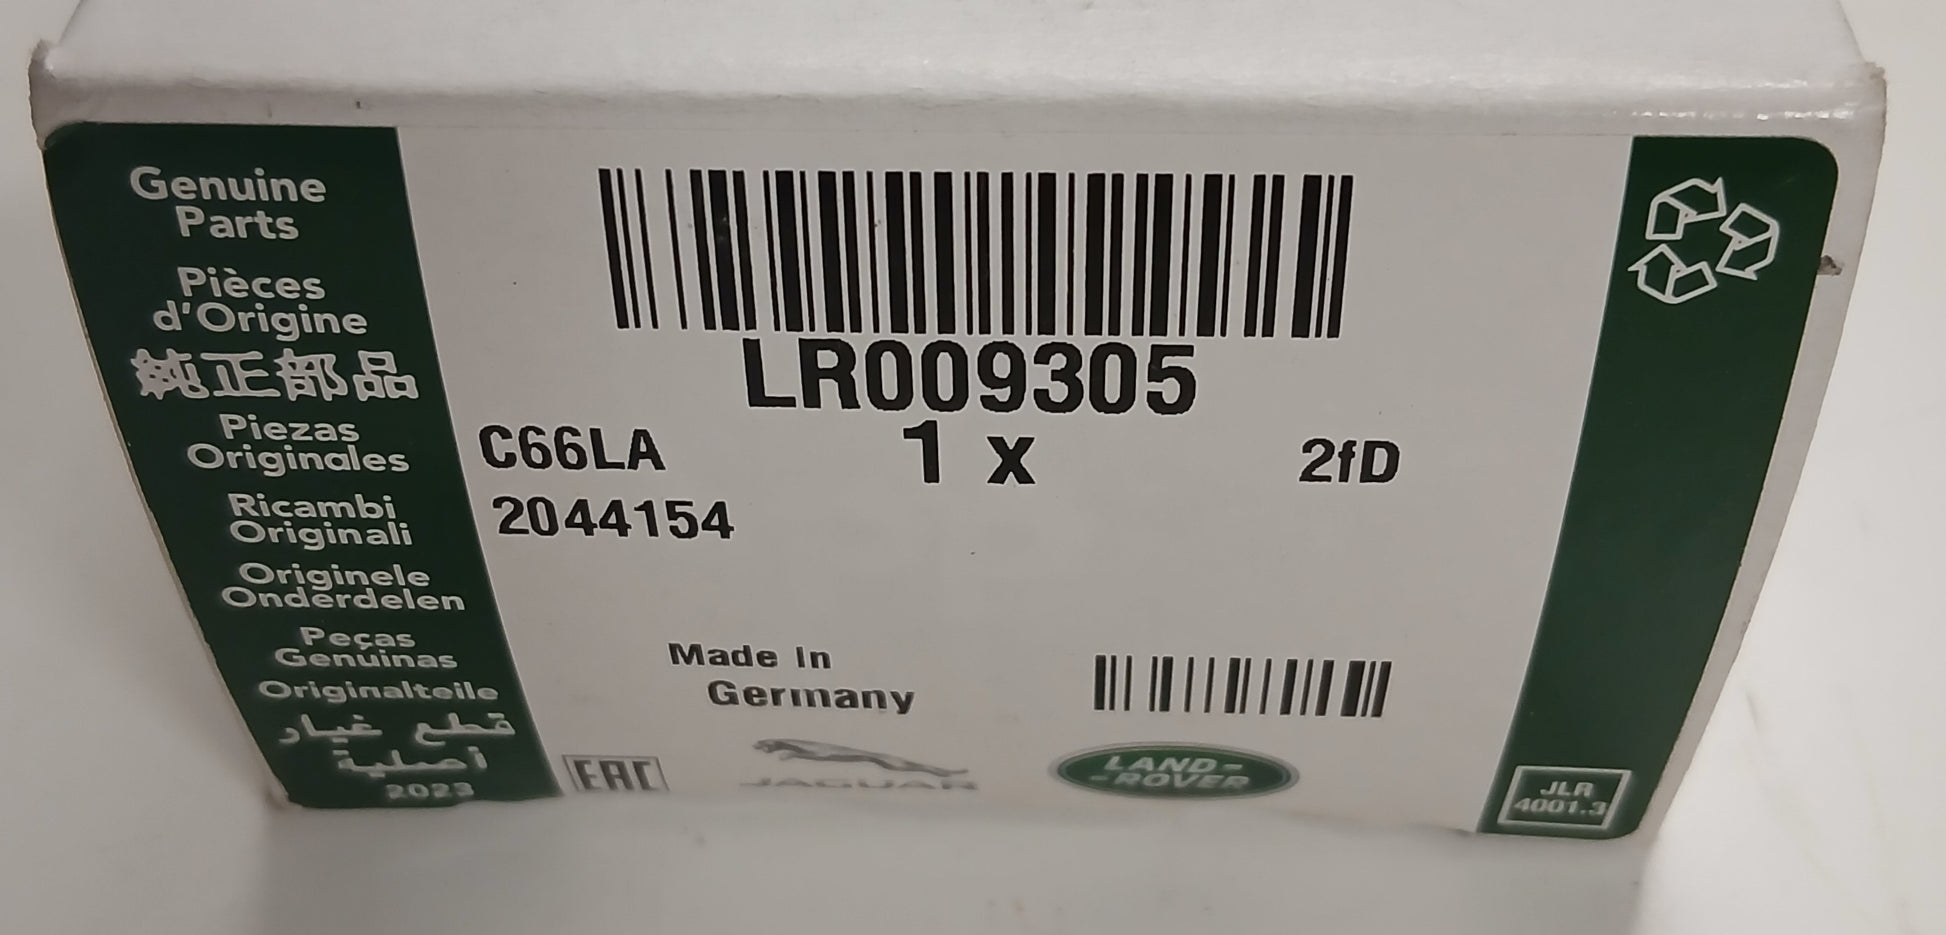 Genuine
Parts
Pièces
d'Origine
純正部品
Piezas
Originales
Ricambi
Originali
Originele
Onderdelen
Peças
Genuinas
Originalteile
قطع غيار
أصلية
2023
LR009305
C66LA 1 x 2fD
2044154
Made In
Germany
EAC
JAGUAR
LAND-
-ROVER
JLR
4001.3